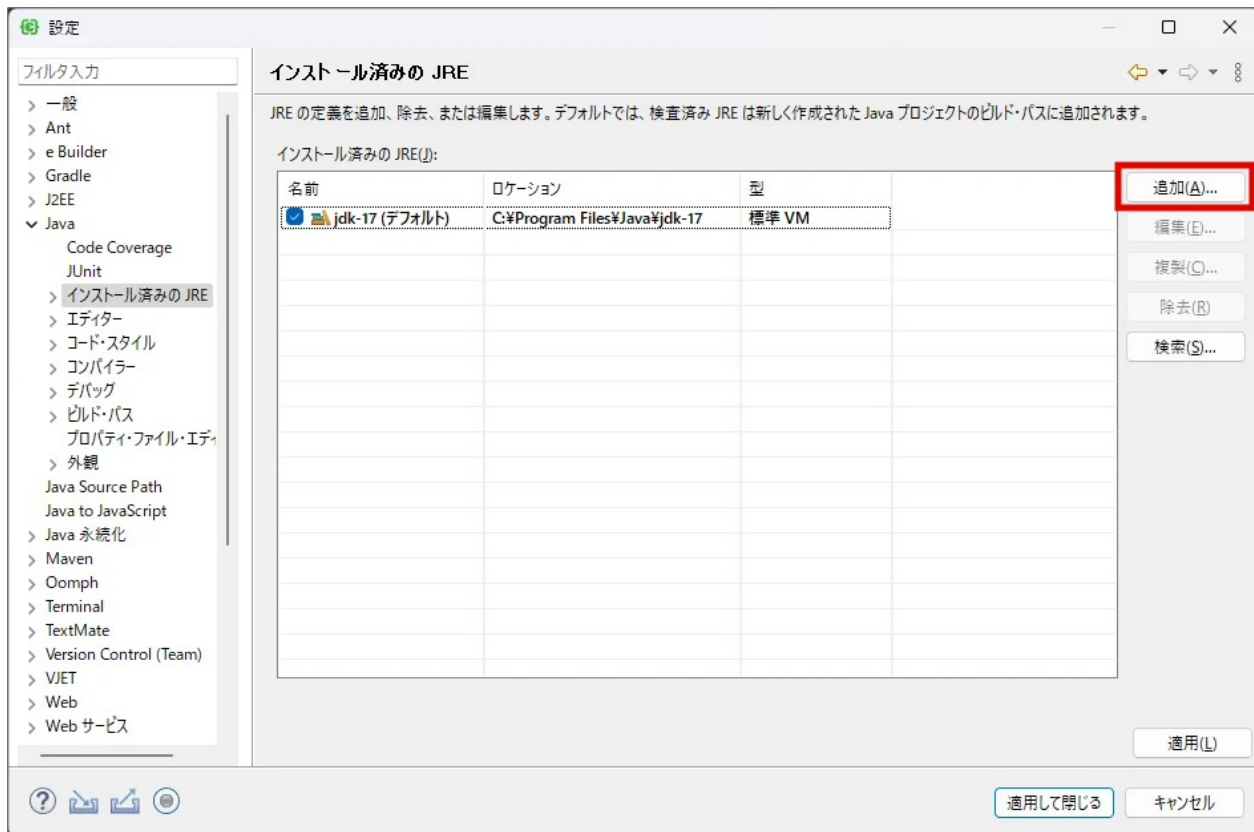 設定
フィルタ入力
一般
Ant
e Builder
Gradle
J2EE
Java
Code Coverage
JUnit
インストール済みの JRE
エディター
コード・スタイル
コンパイラー
デバッグ
ビルド・パス
プロパティ・ファイル・エディ
外観
Java Source Path
Java to JavaScript
Java 永続化
Maven
Oomph
Terminal
TextMate
Version Control (Team)
VJET
Web
Web サービス
インストール済みの JRE
JRE の定義を追加、除去、または編集します。デフォルトでは、検査済み JRE は新しく作成された Java プロジェクトのビルド・パスに追加されます。
インストール済みの JRE(J):
名前 ロケーション 型
jdk-17 (デフォルト) C:¥Program Files¥Java¥jdk-17 標準 VM
追加(A)...
編集(E)...
複製(C)...
除去(R)
検索(S)...
適用(L)
適用して閉じる キャンセル